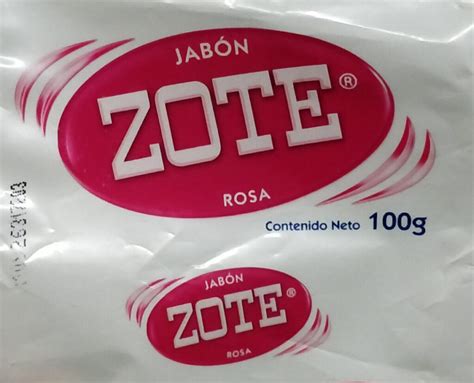 JABÓN
ZOTE®
ROSA
Contenido Neto 100g
JABÓN
ZOTE®
ROSA